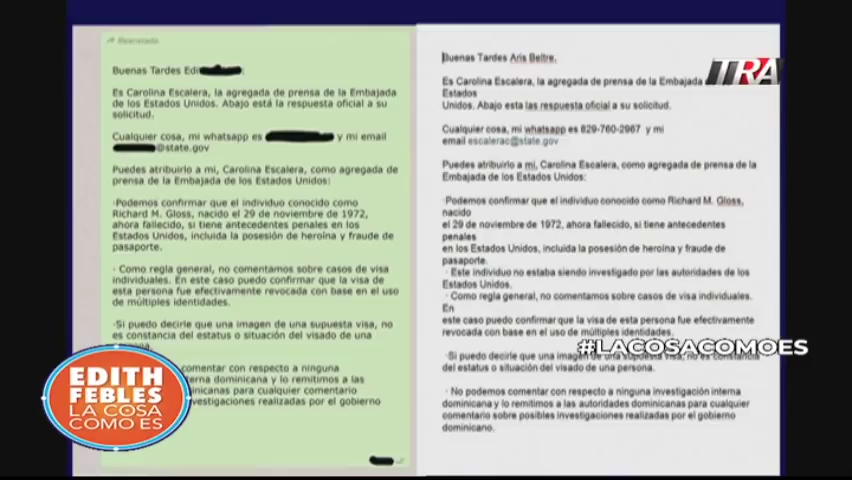 Reenviado
Buenas Tardes Edi
Es Carolina Escalera, la agregada de prensa de la Embajada
de los Estados Unidos. Abajo está la respuesta oficial a su
solicitud.
Cualquier cosa, mi whatsapp es y mi email
@state.gov
Puedes atribuirlo a mi, Carolina Escalera, como agregada de
prensa de la Embajada de los Estados Unidos:
·Podemos confirmar que el individuo conocido como
Richard M. Gloss, nacido el 29 de noviembre de 1972,
ahora fallecido, si tiene antecedentes penales en los
Estados Unidos, incluida la posesión de heroína y fraude de
pasaporte.
· Como regla general, no comentamos sobre casos de visa
individuales. En este caso puedo confirmar que la visa de
esta persona fue efectivamente revocada con base en el uso
de múltiples identidades.
·Si puedo decirle que una imagen de una supuesta visa, no
es constancia del estatus o situación del visado de una
comentar con respecto a ninguna
interna dominicana y lo remitimos a las
dominicanas para cualquier comentario
investigaciones realizadas por el gobierno
Buenas Tardes Aris Beltre,
Es Carolina Escalera, la agregada de prensa de la Embajada
Estados
Unidos. Abajo esta las respuesta oficial a su solicitud.
Cualquier cosa, mi whatsapp es 829-760-2967 y mi
email escalerac@state.gov
Puedes atribuirlo a mi, Carolina Escalera, como agregada de prensa de la
Embajada de los Estados Unidos:
·Podemos confirmar que el individuo conocido como Richard M. Gloss,
nacido
el 29 de noviembre de 1972, ahora fallecido, si tiene antecedentes
penales
en los Estados Unidos, incluida la posesión de heroína y fraude de
pasaporte.
· Este individuo no estaba siendo investigado por las autoridades de los
Estados Unidos.
· Como regla general, no comentamos sobre casos de visa individuales.
En
este caso puedo confirmar que la visa de esta persona fue efectivamente
revocada con base en el uso de múltiples identidades.
·Si puedo decirle que una imagen de una supuesta visa, no es constancia
del estatus o situación del visado de una persona.
· No podemos comentar con respecto a ninguna investigación interna
dominicana y lo remitimos a las autoridades dominicanas para cualquier
comentario sobre posibles investigaciones realizadas por el gobierno
dominicano.
TRA
#LACOSACOMOES
EDITH
FEBLES
LA COSA
COMO ES